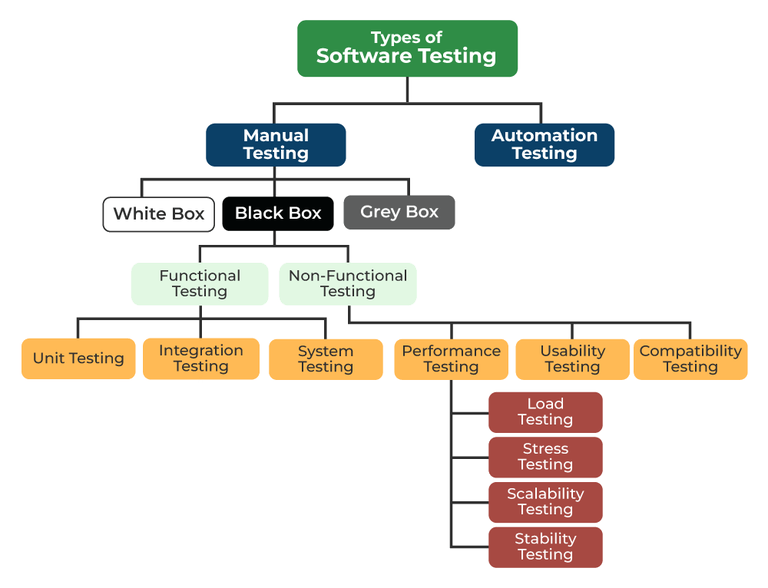 Types of
Software Testing
Manual
Testing
Automation
Testing
White Box
Black Box
Grey Box
Functional
Testing
Non-Functional
Testing
Unit Testing
Integration
Testing
System
Testing
Performance
Testing
Usability
Testing
Compatibility
Testing
Load
Testing
Stress
Testing
Scalability
Testing
Stability
Testing